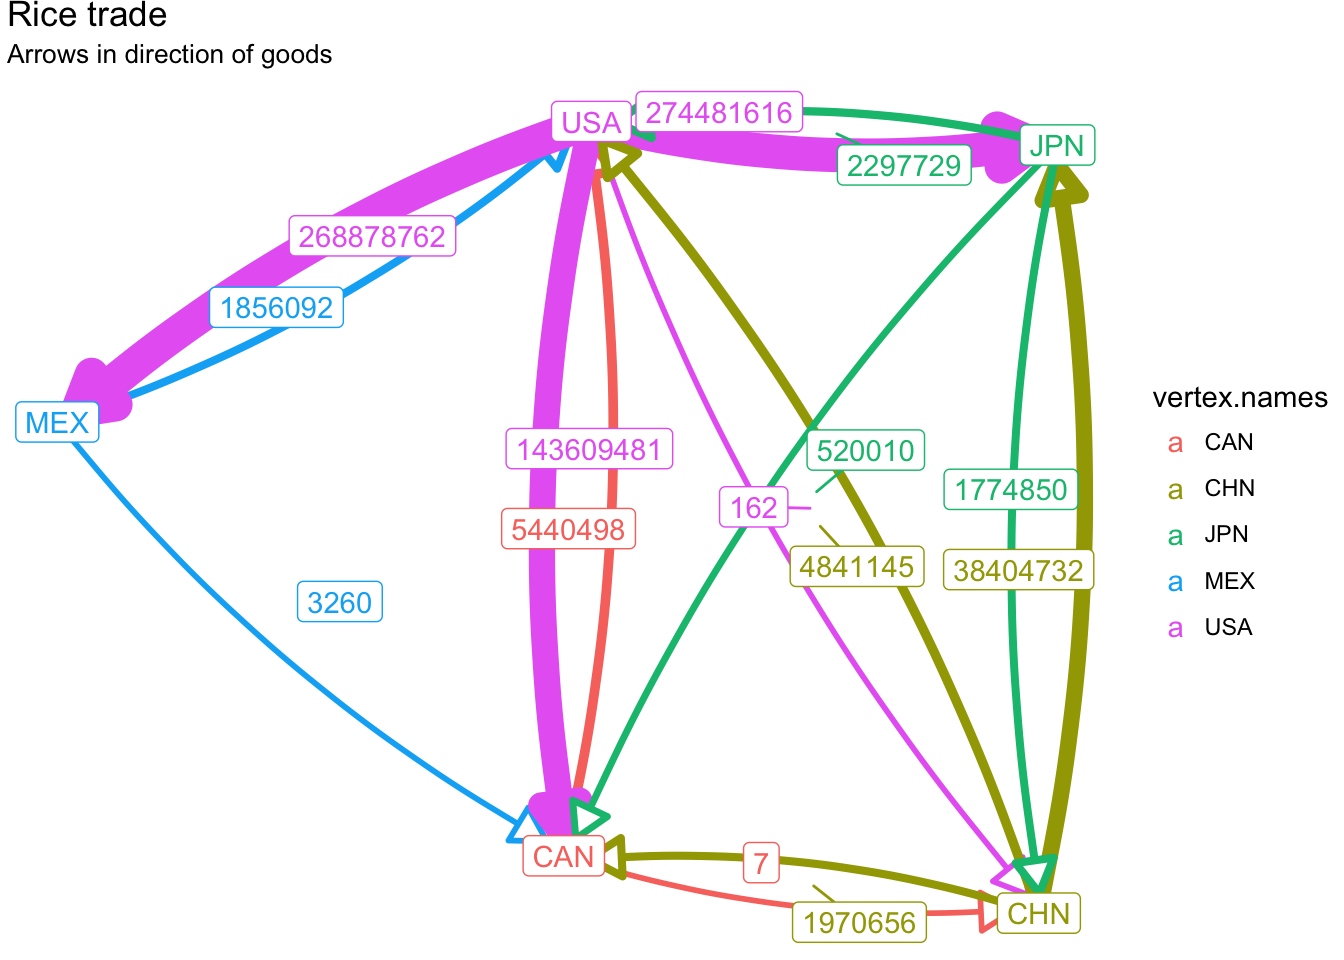 Rice trade
Arrows in direction of goods
USA
274481616
JPN
2297729
268878762
1856092
MEX
143609481
520010
1774850
162
5440498
4841145
38404732
3260
CAN
7
CHN
1970656
vertex.names
a CAN
a CHN
a JPN
a MEX
a USA